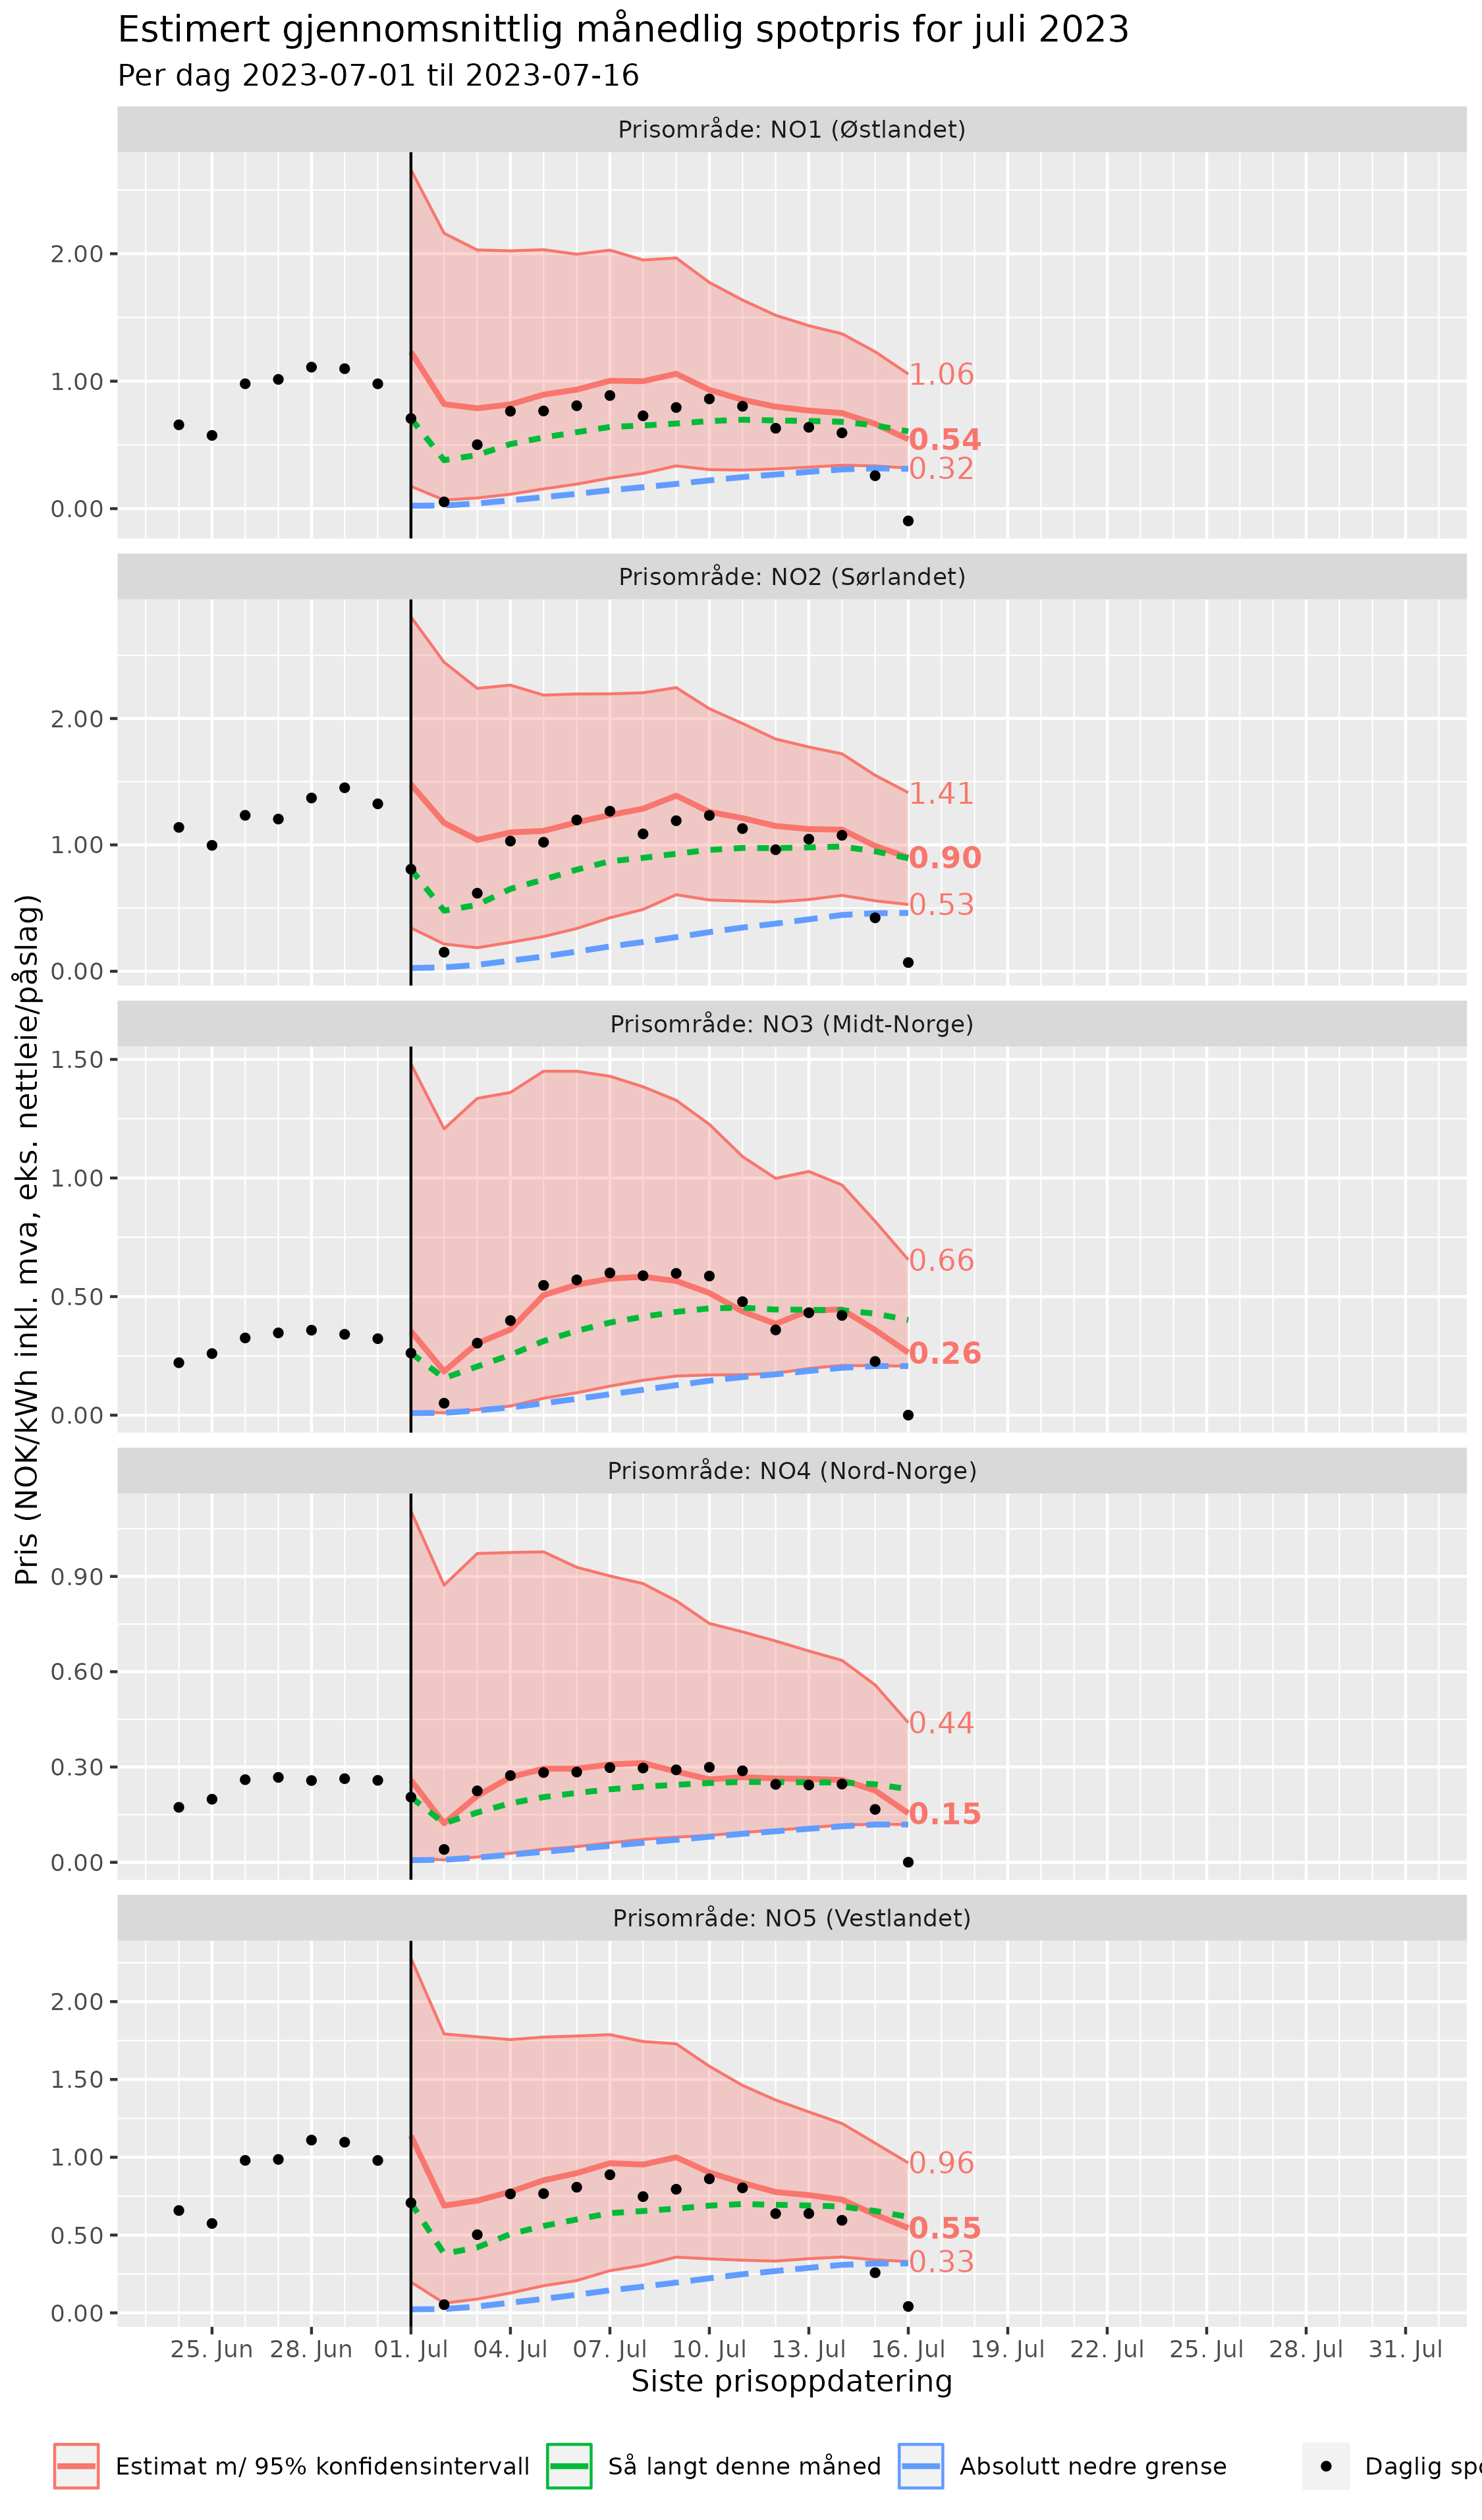 Estimert gjennomsnittlig månedlig spotpris for juli 2023
Per dag 2023-07-01 til 2023-07-16
Pris (NOK/kWh inkl. mva, eks. nettleie/påslag)
Prisområde: NO1 (Østlandet)
2.00
1.00
0.00
1.06
0.54
0.32
Prisområde: NO2 (Sørlandet)
2.00
1.00
0.00
1.41
0.90
0.53
Prisområde: NO3 (Midt-Norge)
1.50
1.00
0.50
0.00
0.66
0.26
Prisområde: NO4 (Nord-Norge)
0.90
0.60
0.30
0.00
0.44
0.15
Prisområde: NO5 (Vestlandet)
2.00
1.50
1.00
0.50
0.00
0.96
0.55
0.33
25. Jun 28. Jun 01. Jul 04. Jul 07. Jul 10. Jul 13. Jul 16. Jul 19. Jul 22. Jul 25. Jul 28. Jul 31. Jul
Siste prisoppdatering
Estimat m/ 95% konfidensintervall Så langt denne måned Absolutt nedre grense Daglig